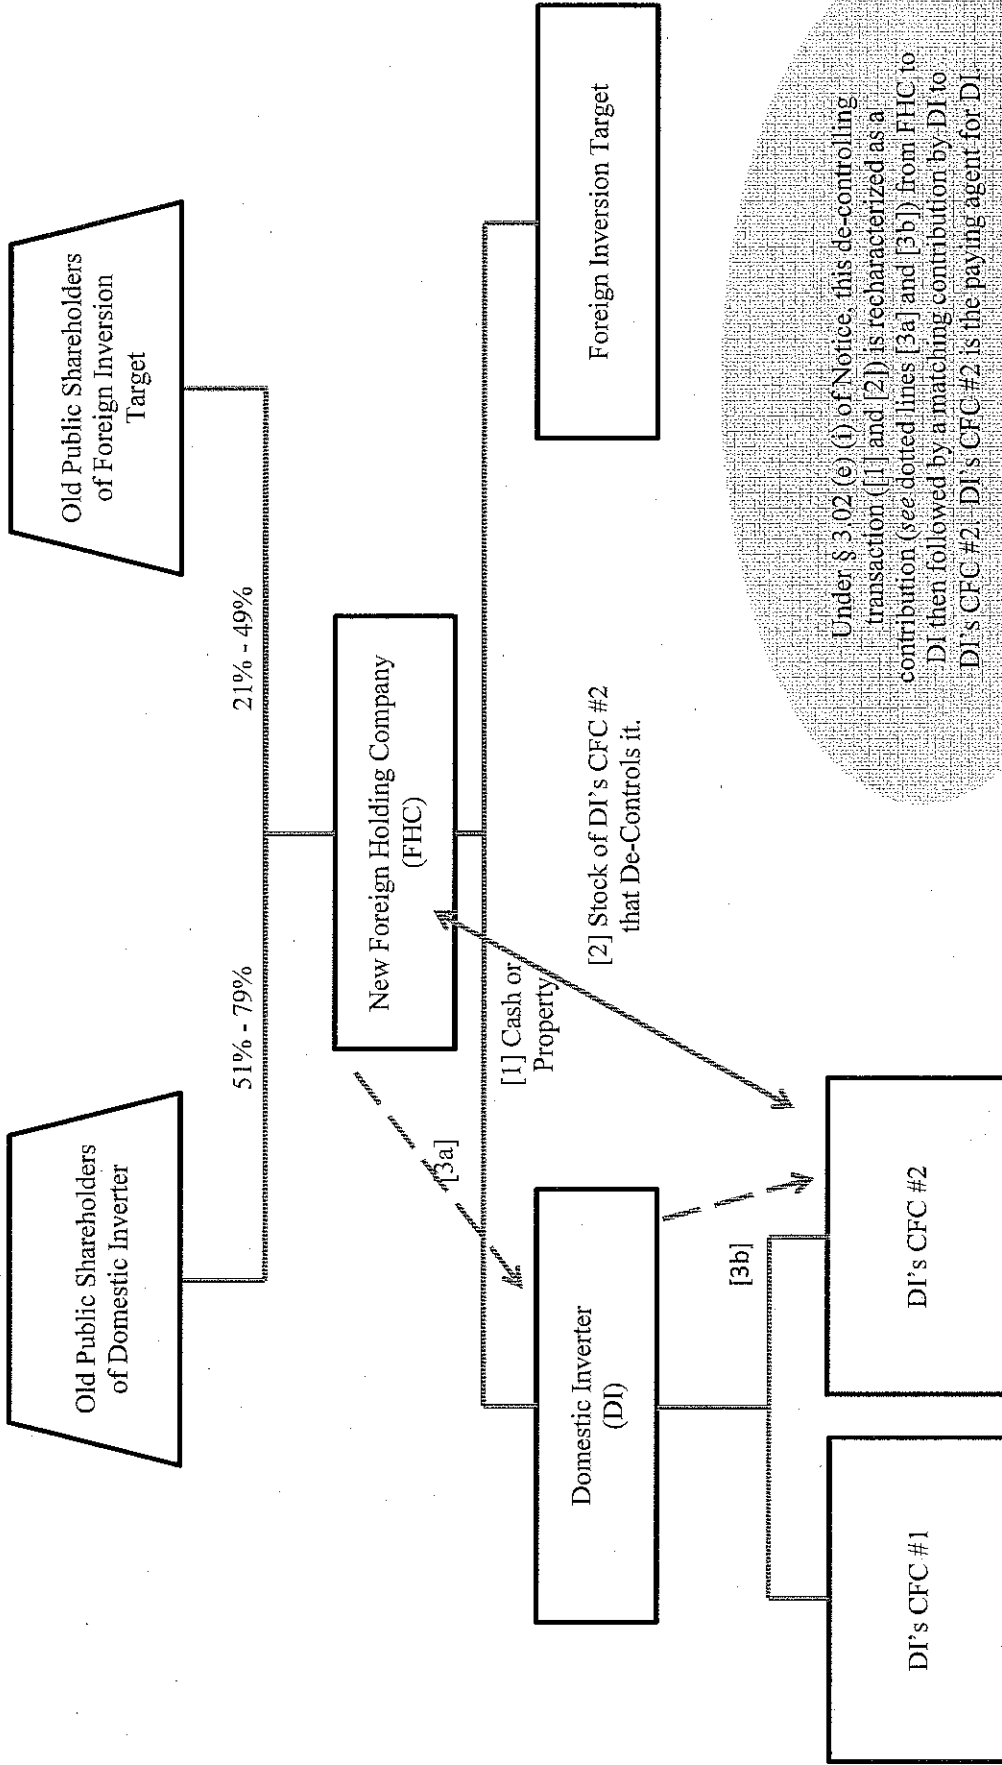 Old Public Shareholders
of Domestic Inverter
Old Public Shareholders
of Foreign Inversion
Target
51% - 79%
21% - 49%
New Foreign Holding Company
(FHC)
[3a]
[1] Cash or
Property
[2] Stock of DI's CFC #2
that De-Controls it.
Domestic Inverter
(DI)
Foreign Inversion Target
[3b]
DI's CFC #1
DI's CFC #2
Under § 3.02 (e) (i) of Notice, this de-controlling
transaction ([1] and [2]) is recharacterized as a
contribution (see dotted lines [3a] and [3b]) from FHC to
DI then followed by a matching contribution by DI to
DI's CFC #2. DI's CFC #2 is the paying agent for DI.